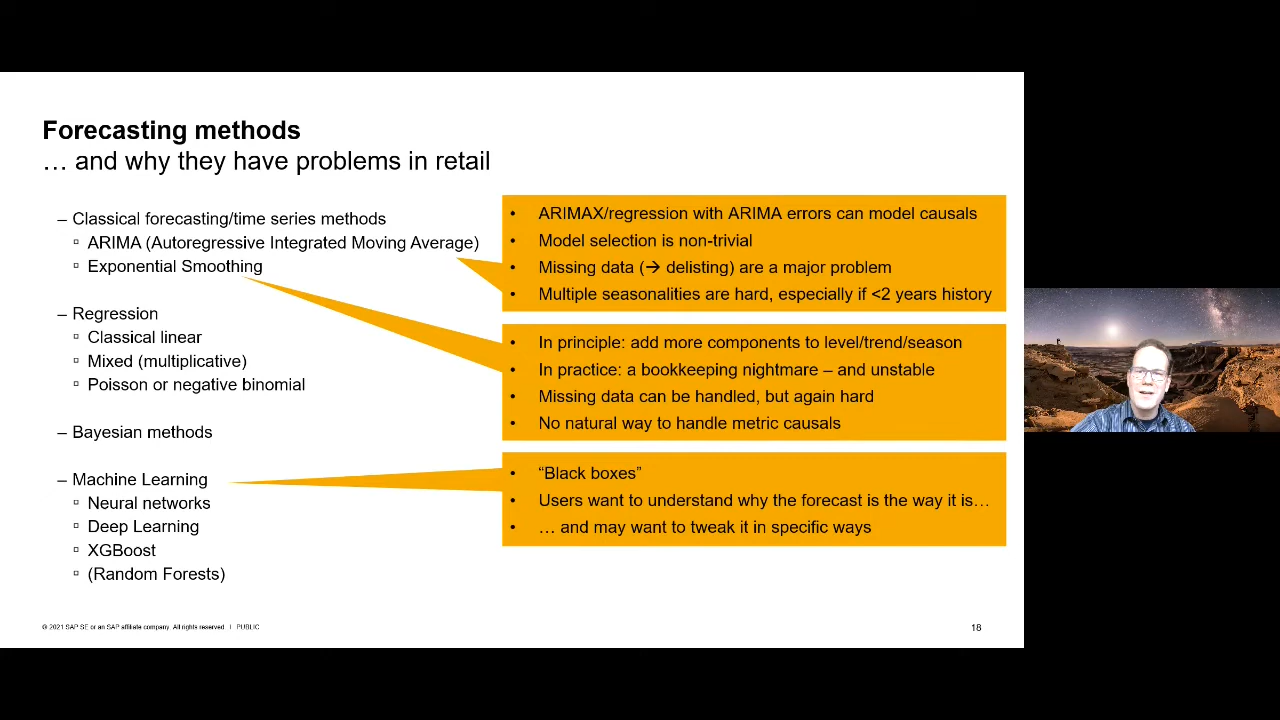 Forecasting methods
… and why they have problems in retail
– Classical forecasting/time series methods
▫ ARIMA (Autoregressive Integrated Moving Average)
▫ Exponential Smoothing
– Regression
▫ Classical linear
▫ Mixed (multiplicative)
▫ Poisson or negative binomial
– Bayesian methods
– Machine Learning
▫ Neural networks
▫ Deep Learning
▫ XGBoost
▫ (Random Forests)
• ARIMAX/regression with ARIMA errors can model causals
• Model selection is non-trivial
• Missing data (→ delisting) are a major problem
• Multiple seasonalities are hard, especially if <2 years history
• In principle: add more components to level/trend/season
• In practice: a bookkeeping nightmare – and unstable
• Missing data can be handled, but again hard
• No natural way to handle metric causals
• “Black boxes”
• Users want to understand why the forecast is the way it is…
• … and may want to tweak it in specific ways
© 2021 SAP SE or an SAP affiliate company. All rights reserved. ǀ PUBLIC
18